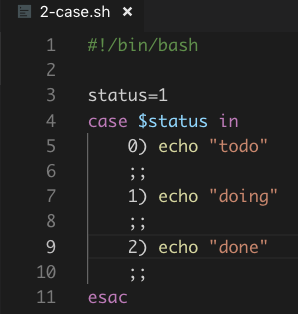 2-case.sh ×
1 #!/bin/bash
2
3 status=1
4 case $status in
5     0) echo "todo"
6     ;;
7     1) echo "doing"
8     ;;
9     2) echo "done"
10     ;;
11 esac